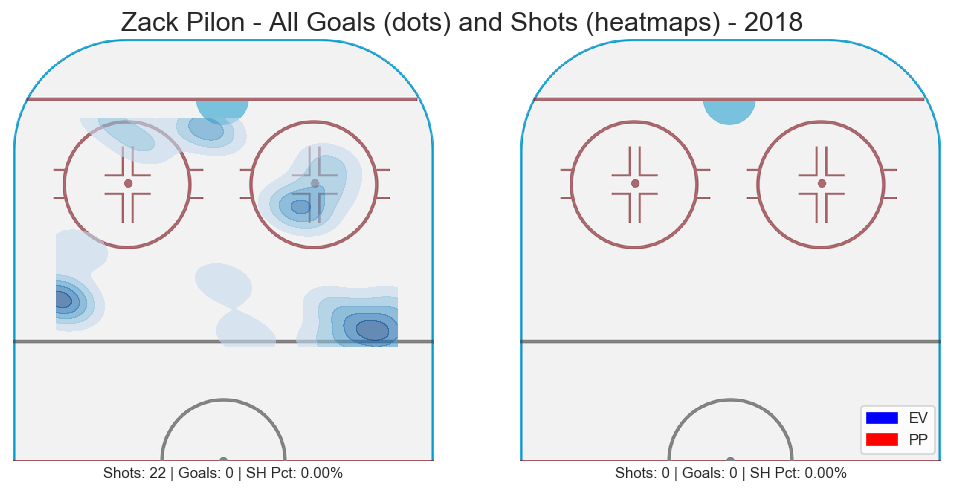 Zack Pilon - All Goals (dots) and Shots (heatmaps) - 2018
EV
PP
Shots: 22 | Goals: 0 | SH Pct: 0.00%
Shots: 0 | Goals: 0 | SH Pct: 0.00%